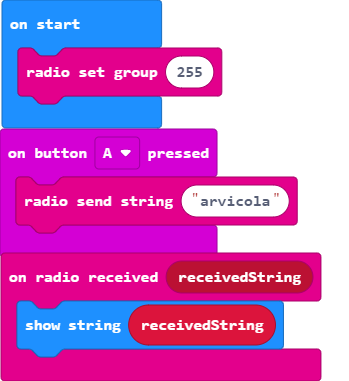 on start
radio set group 255
on button A pressed
radio send string "arvicola"
on radio received receivedString
show string receivedString